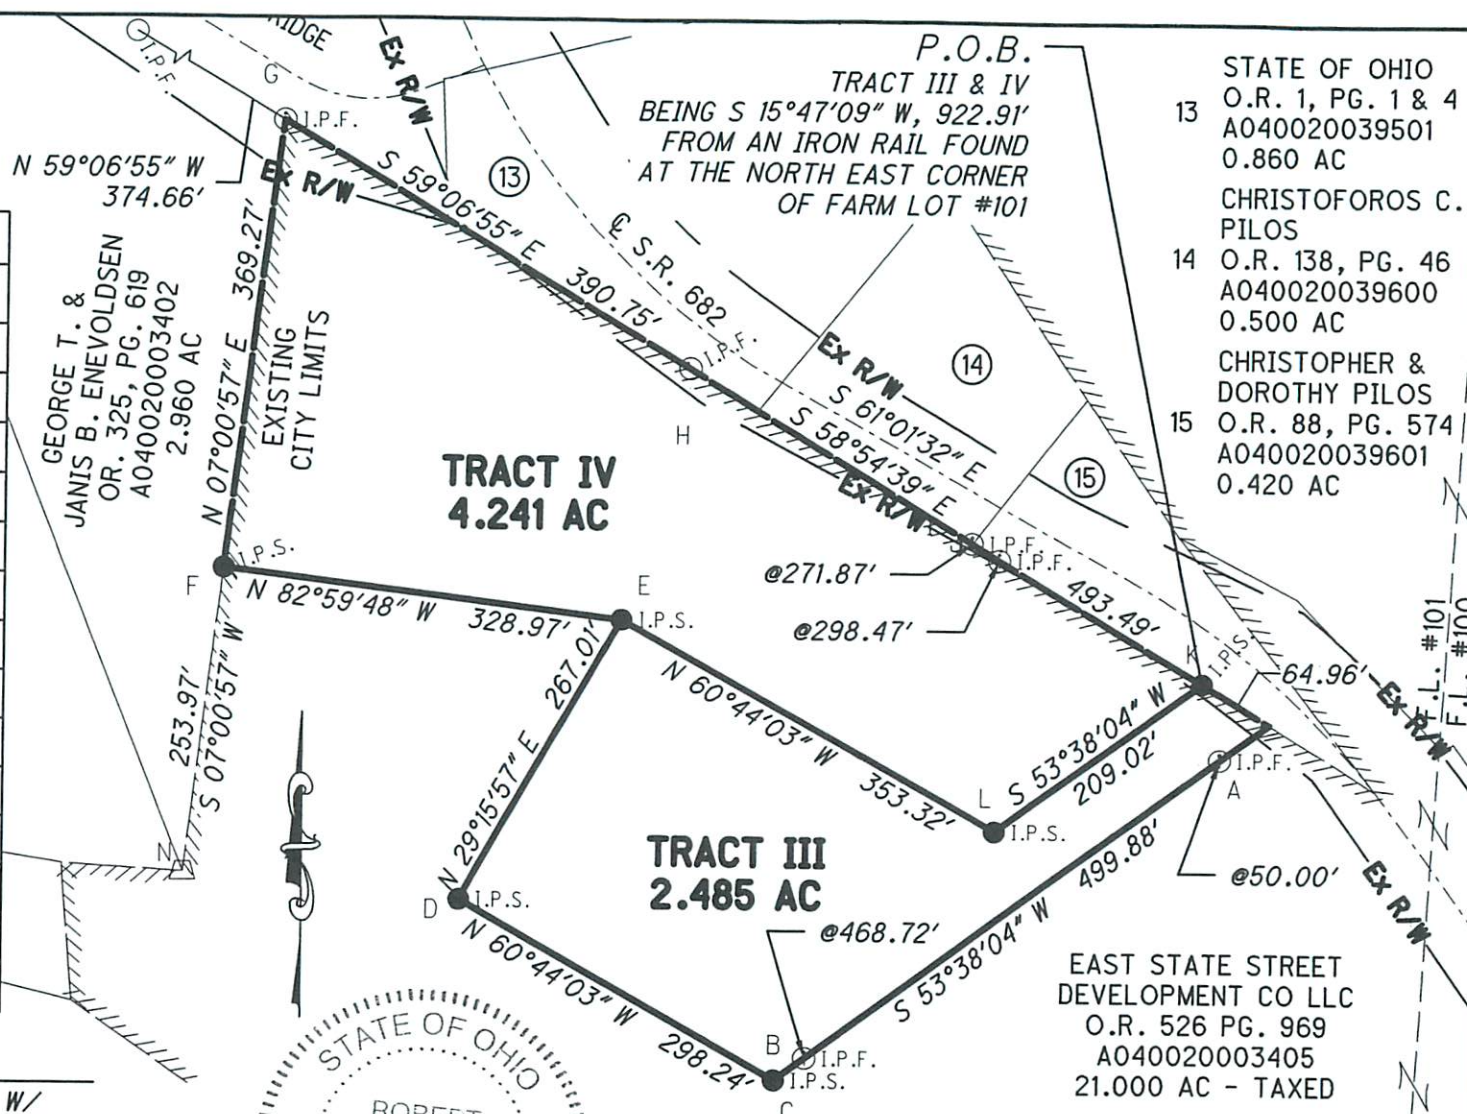 RIDGE
Ex R/W
I.P.F.
G
I.P.F.
N 59°06'55" W
374.66'
Ex R/W
S 59°06'55" E 390.75'
13
P.O.B.
TRACT III & IV
BEING S 15°47'09" W, 922.91'
FROM AN IRON RAIL FOUND
AT THE NORTH EAST CORNER
OF FARM LOT #101
13
STATE OF OHIO
O.R. 1, PG. 1 & 4
A040020039501
0.860 AC
14
CHRISTOFOROS C.
PILOS
O.R. 138, PG. 46
A040020039600
0.500 AC
15
CHRISTOPHER &
DOROTHY PILOS
O.R. 88, PG. 574
A040020039601
0.420 AC
GEORGE T. &
JANIS B. ENEVOLDSEN
OR. 325, PG. 619
A040020003402
2.960 AC
N 07°00'57" E 369.27'
EXISTING
CITY LIMITS
℄ S.R. 682
I.P.F.
H
Ex R/W
14
S 61°01'32" E
S 58°54'39" E 493.49'
Ex R/W
15
TRACT IV
4.241 AC
I.P.F.
I.P.F.
@271.87'
@298.47'
F
I.P.S.
N 82°59'48" W 328.97'
E
I.P.S.
K
I.P.S.
64.96'
Ex R/W
F.L. #101
F.L. #100
253.97'
S 07°00'57" W
N
267.01'
N 29°15'57" E
N 60°44'03" W 353.32'
S 53°38'04" W
209.02'
L
I.P.S.
I.P.F.
A
@50.00'
Ex R/W
TRACT III
2.485 AC
D
I.P.S.
@468.72'
S 53°38'04" W 499.88'
N 60°44'03" W 298.24'
B
I.P.F.
I.P.S.
C
EAST STATE STREET
DEVELOPMENT CO LLC
O.R. 526 PG. 969
A040020003405
21.000 AC - TAXED
STATE OF OHIO
ROBERT
W/